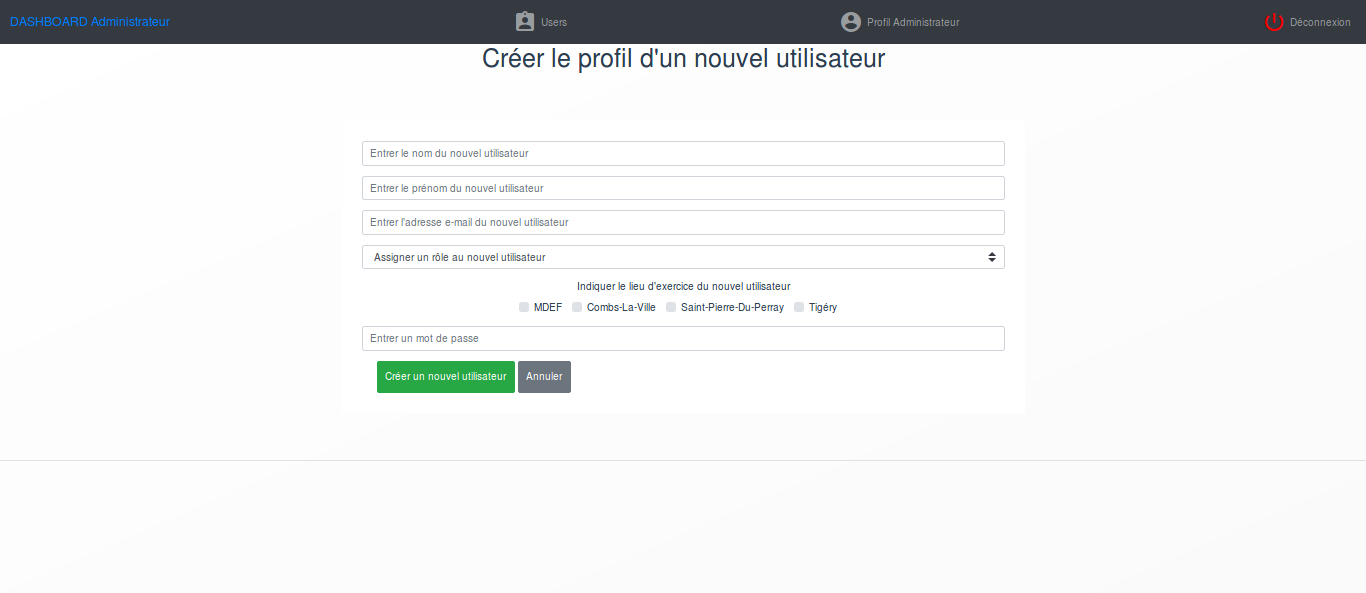 DASHBOARD Administrateur
Users
Profil Administrateur
Déconnexion
Créer le profil d'un nouvel utilisateur
Entrer le nom du nouvel utilisateur
Entrer le prénom du nouvel utilisateur
Entrer l'adresse e-mail du nouvel utilisateur
Assigner un rôle au nouvel utilisateur
Indiquer le lieu d'exercice du nouvel utilisateur
MDEF Combs-La-Ville Saint-Pierre-Du-Perray Tigéry
Entrer un mot de passe
Créer un nouvel utilisateur Annuler